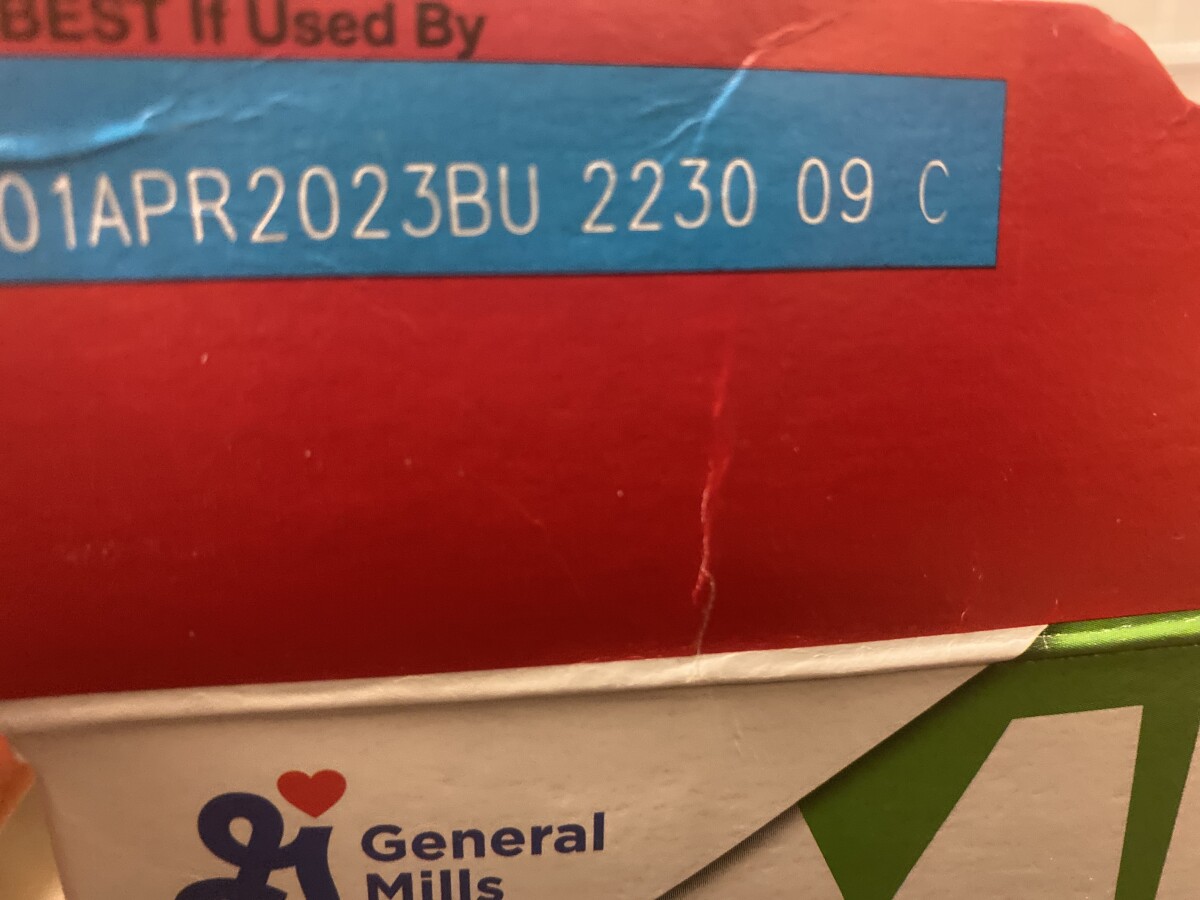 BEST If Used By
01APR2023BU 2230 09 C
General
Mills